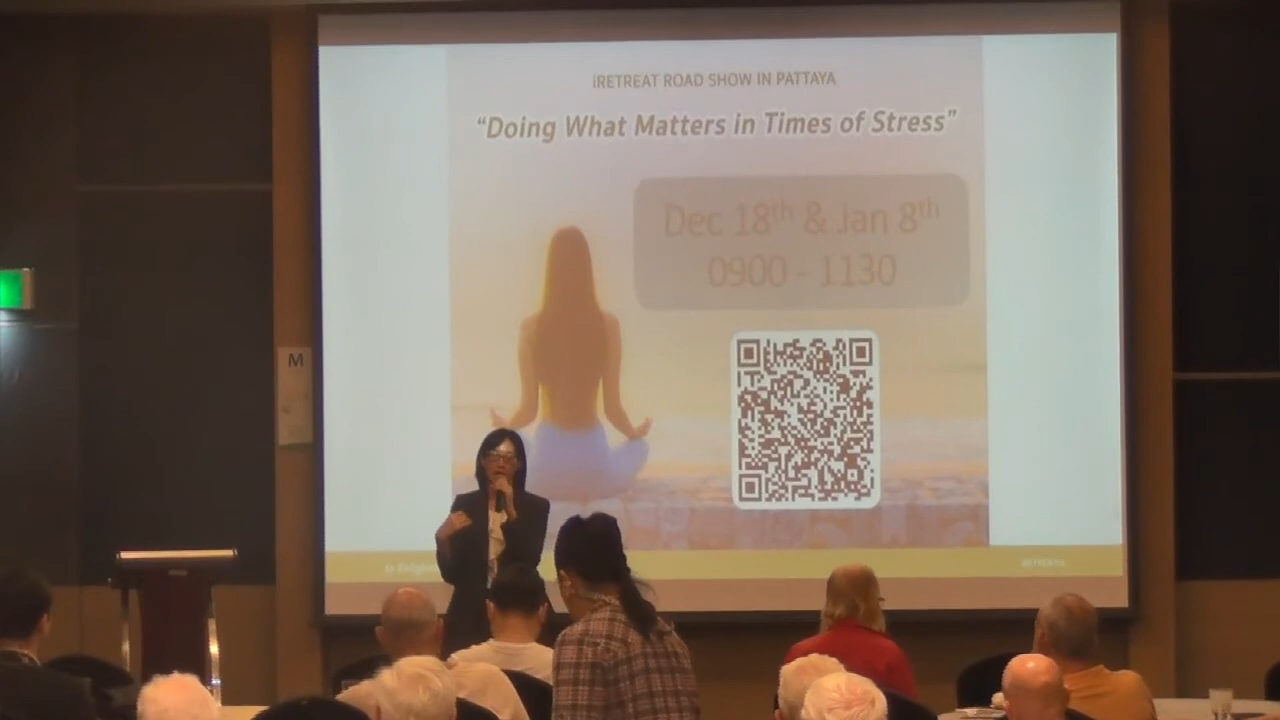 iRETREAT ROAD SHOW IN PATTAYA
“Doing What Matters in Times of Stress”
Dec 18th & Jan 8th
0900 - 1130
M